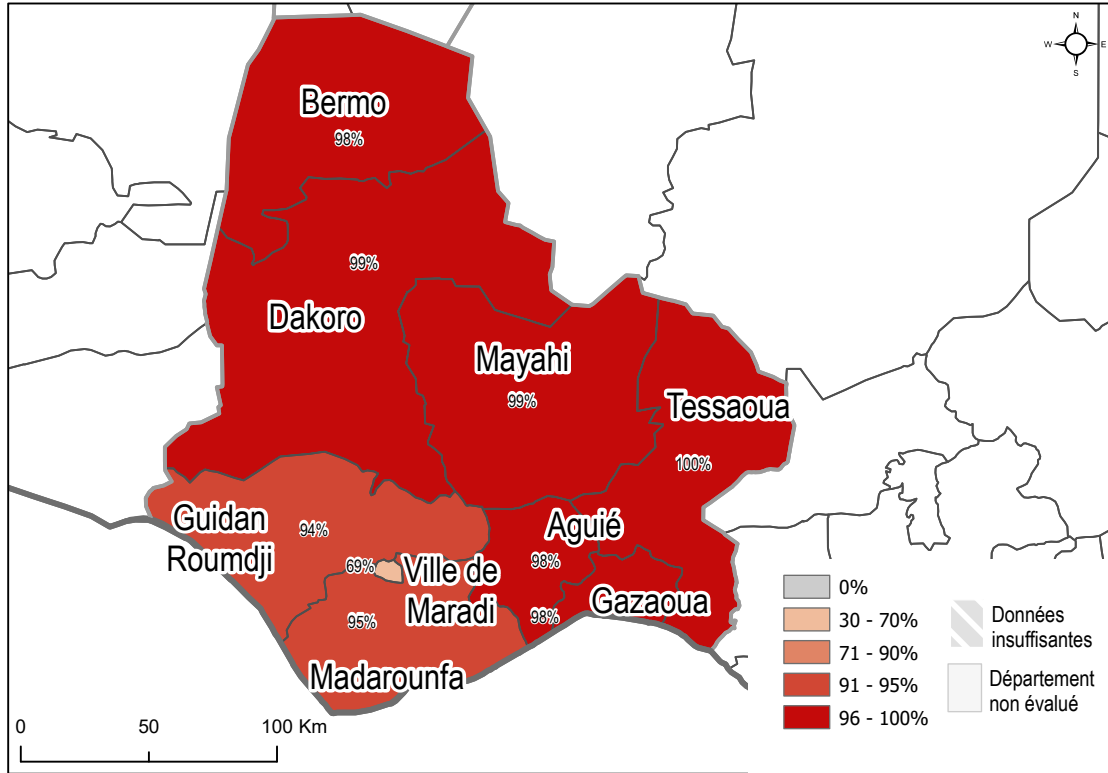 N
W E
S
Bermo
98%
99%
Dakoro
Mayahi
99%
Tessaoua
100%
Guidan
Roumdji
94%
Aguié
98%
69%
Ville de
Maradi
Gazaoua
98%
95%
Madarounfa
0 50 100 Km
0%
30 - 70%
71 - 90%
91 - 95%
96 - 100%
Données
insuffisantes
Département
non évalué